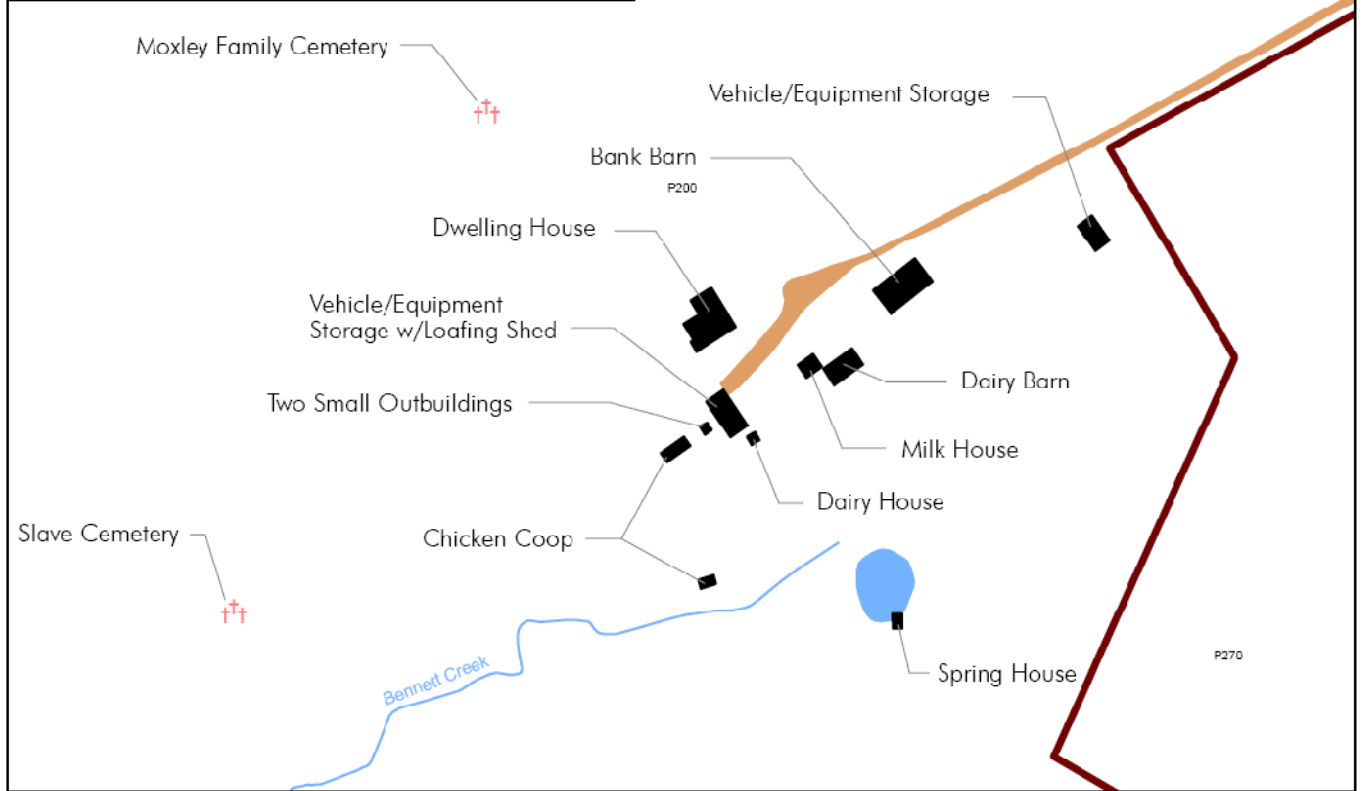 Moxley Family Cemetery
Vehicle/Equipment Storage
Bank Barn
P200
Dwelling House
Vehicle/Equipment
Storage w/Loafing Shed
Dairy Barn
Two Small Outbuildings
Milk House
Dairy House
Slave Cemetery
Chicken Coop
P270
Spring House
Bennett Creek